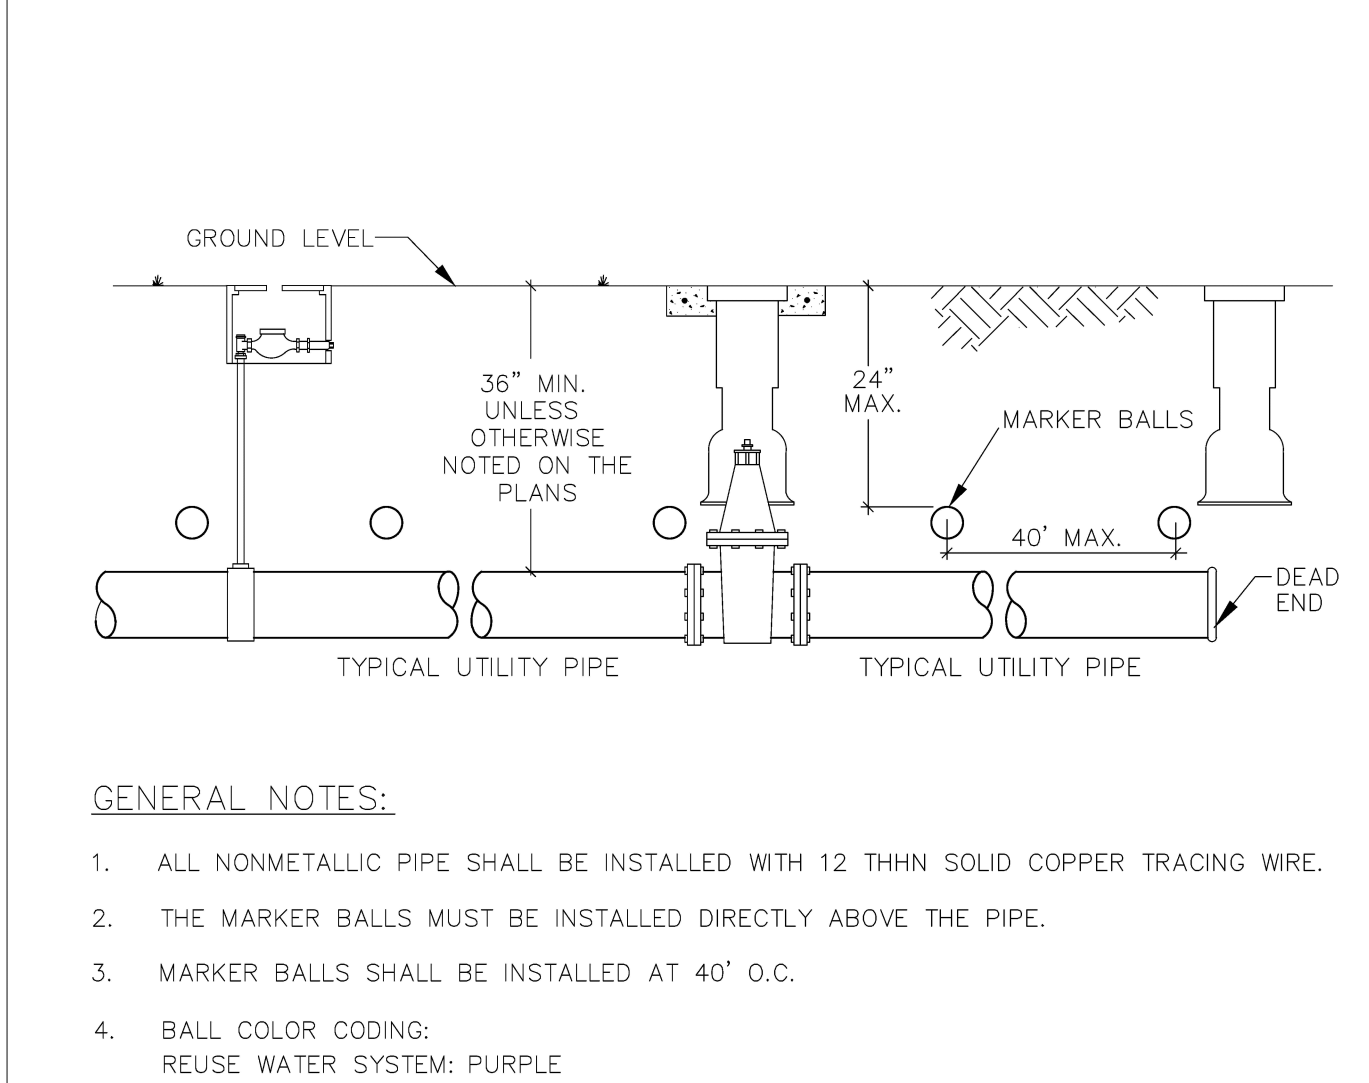 GROUND LEVEL
36" MIN.
UNLESS
OTHERWISE
NOTED ON THE
PLANS
24"
MAX.
MARKER BALLS
40' MAX.
DEAD
END
TYPICAL UTILITY PIPE
TYPICAL UTILITY PIPE
GENERAL NOTES:
1. ALL NONMETALLIC PIPE SHALL BE INSTALLED WITH 12 THHN SOLID COPPER TRACING WIRE.
2. THE MARKER BALLS MUST BE INSTALLED DIRECTLY ABOVE THE PIPE.
3. MARKER BALLS SHALL BE INSTALLED AT 40' O.C.
4. BALL COLOR CODING:
REUSE WATER SYSTEM: PURPLE